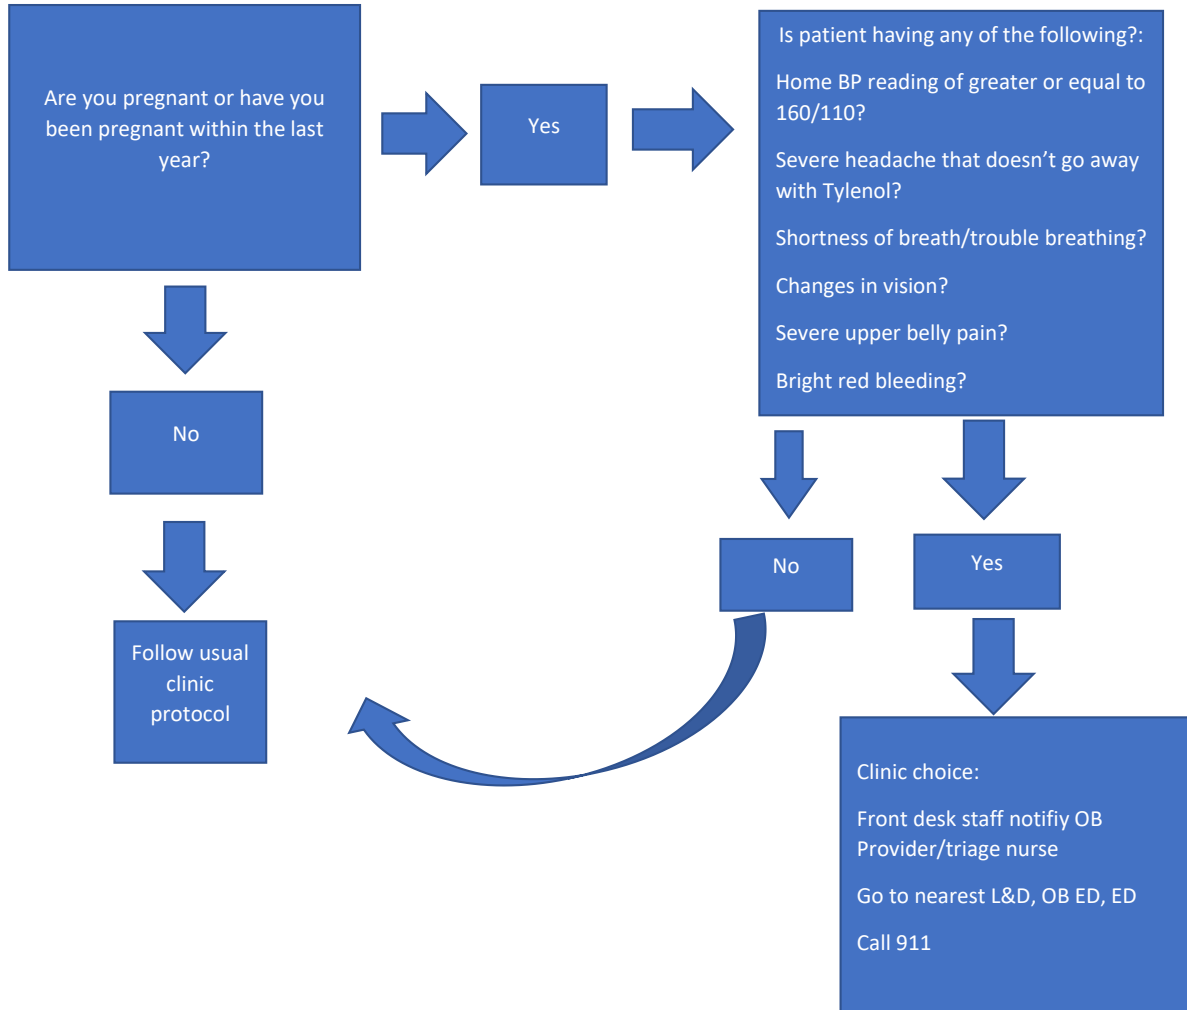 Are you pregnant or have you
been pregnant within the last
year?
Yes
Is patient having any of the following?:
Home BP reading of greater or equal to
160/110?
Severe headache that doesn’t go away
with Tylenol?
Shortness of breath/trouble breathing?
Changes in vision?
Severe upper belly pain?
Bright red bleeding?
No
No
Yes
Follow usual
clinic
protocol
Clinic choice:
Front desk staff notifiy OB
Provider/triage nurse
Go to nearest L&D, OB ED, ED
Call 911